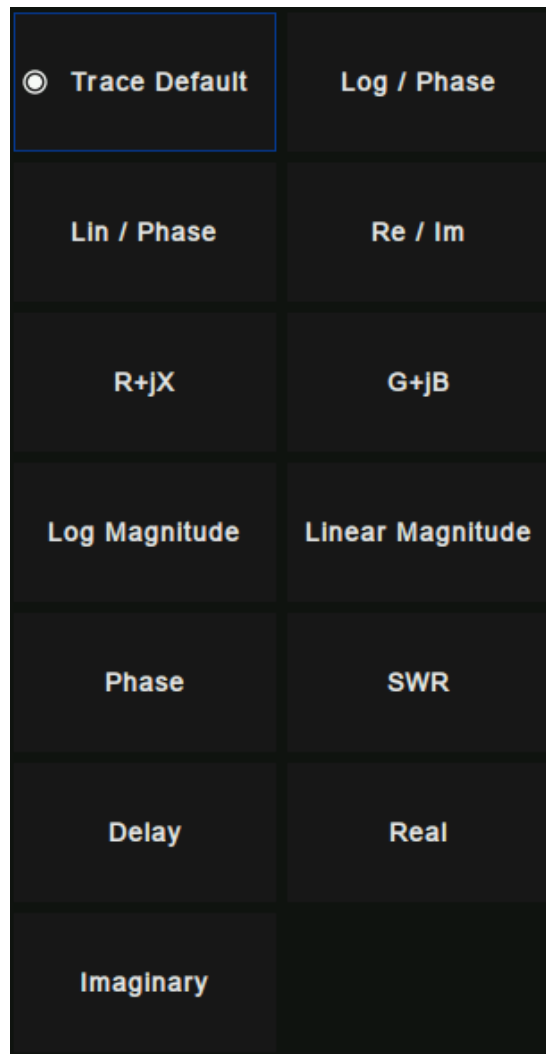 Trace Default
Log / Phase
Lin / Phase
Re / Im
R+jX
G+jB
Log Magnitude
Linear Magnitude
Phase
SWR
Delay
Real
Imaginary